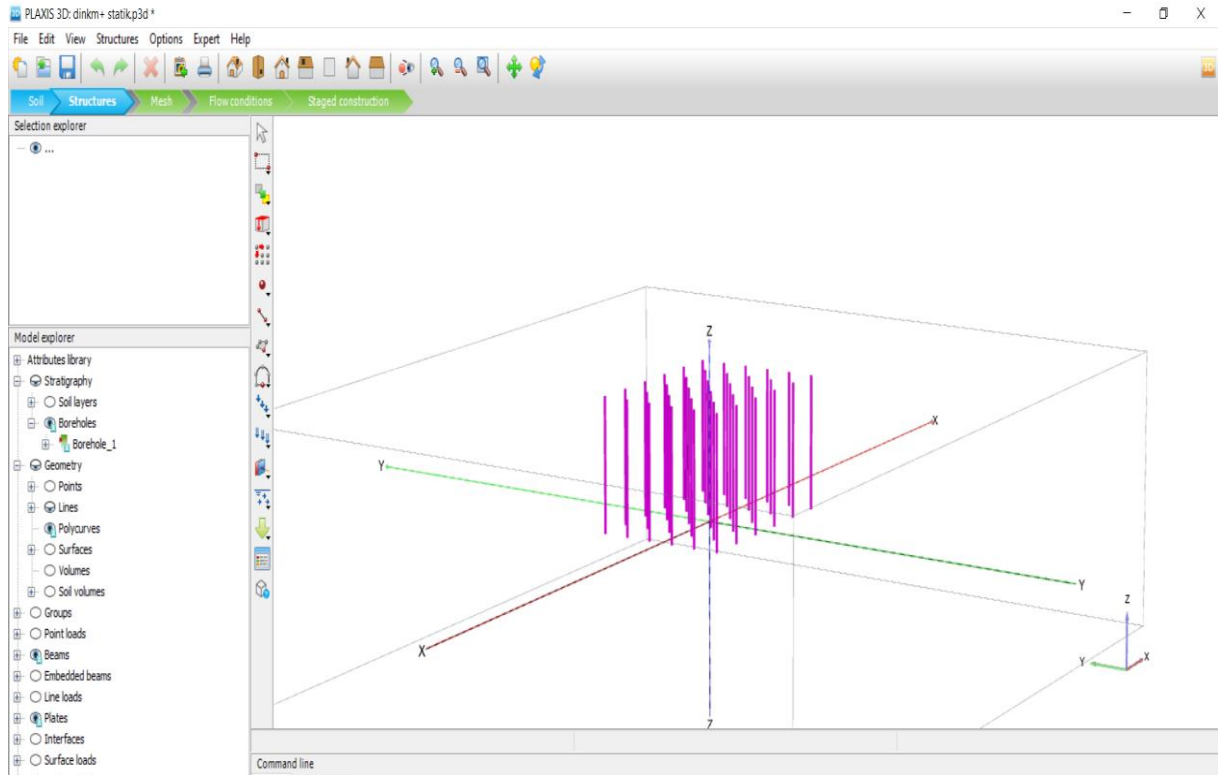 PLAXIS 3D: dinkm+ statik.p3d *
File Edit View Structures Options Expert Help
3D
Soil Structures Mesh Flow conditions Staged construction
Selection explorer
...
Model explorer
Attributes library
Stratigraphy
Soil layers
Boreholes
Borehole_1
Geometry
Points
Lines
Polycurves
Surfaces
Volumes
Soil volumes
Groups
Point loads
Beams
Embedded beams
Line loads
Plates
Interfaces
Surface loads
Z
X
Y
Y
X
Z
Z
Y
X
Command line